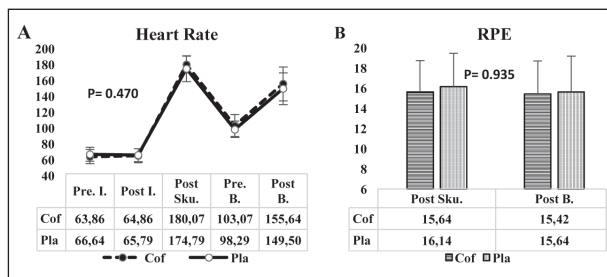 A
Heart Rate
200
180
160
140
120
100
80
60
40
P= 0.470
Pre. I. Post I. Post Sku. Pre. B. Post B.
Cof 63,86 64,86 180,07 103,07 155,64
Pla 66,64 65,79 174,79 98,29 149,50
Cof Pla
B
RPE
20
18
16
14
12
10
8
6
P= 0.935
Post Sku. Post B.
Cof 15,64 15,42
Pla 16,14 15,64
Cof Pla